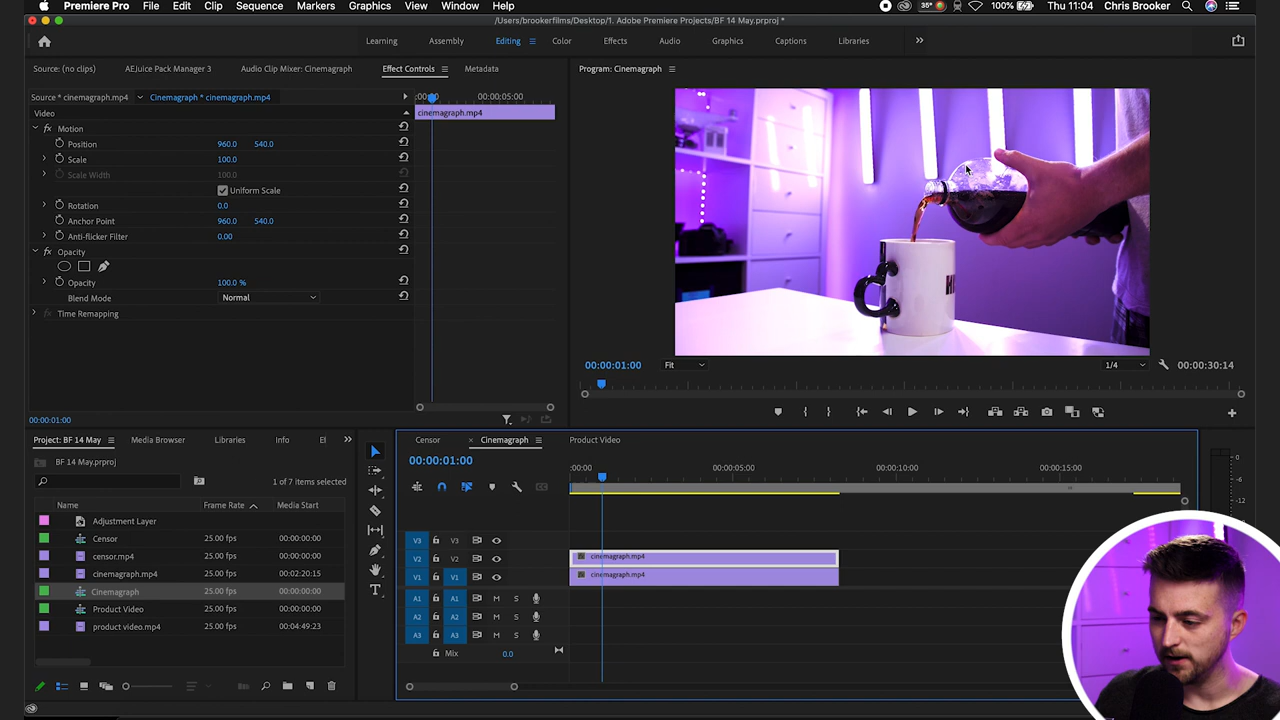 Premiere Pro File Edit Clip Sequence Markers Graphics View Window Help 35° 100% Thu 11:04 Chris Brooker
/Users/brookerfilms/Desktop/1. Adobe Premiere Projects/BF 14 May.prproj *
Learning Assembly Editing Color Effects Audio Graphics Captions Libraries
Source: (no clips) AEJuice Pack Manager 3 Audio Clip Mixer: Cinemagraph Effect Controls Metadata Program: Cinemagraph
Source * cinemagraph.mp4 Cinemagraph * cinemagraph.mp4 :00:00 00:00:05:00
Video cinemagraph.mp4
fx Motion
Position 960.0 540.0
Scale 100.0
Scale Width 100.0
Uniform Scale
Rotation 0.0
Anchor Point 960.0 540.0
Anti-flicker Filter 0.00
fx Opacity
Opacity 100.0 %
Blend Mode Normal
fx Time Remapping
00:00:01:00 Fit 1/4 00:00:30:14
00:00:01:00
Project: BF 14 May Media Browser Libraries Info Ef Censor Cinemagraph Product Video
BF 14 May.prproj 00:00:01:00 :00:00 00:00:05:00 00:00:10:00 00:00:15:00
1 of 7 items selected
Name Frame Rate Media Start
Adjustment Layer
Censor 25.00 fps 00:00:00:00
censor.mp4 25.00 fps 00:00:00:00
cinemagraph.mp4 25.00 fps 00:02:20:15
Cinemagraph 25.00 fps 00:00:00:00
Product Video 25.00 fps 00:00:00:00
product video.mp4 25.00 fps 00:04:49:23
V3 V3
V2 V2 cinemagraph.mp4
V1 V1 V1 cinemagraph.mp4
A1 A1 M S
A2 A2 M S
A3 A3 M S
Mix 0.0
0
-6
-12